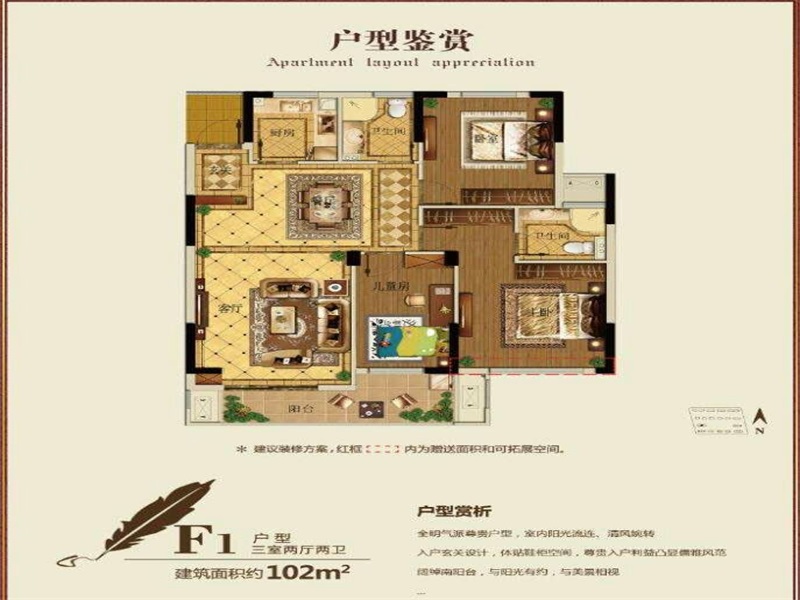 户型鉴赏
Apartment layout appreciation
厨房
卫生间
卧室
玄关
餐厅
卫生间
儿童房
客厅
主卧
阳台
N
※ 建议装修方案,红框 内为赠送面积和可拓展空间。
F1 户型
三室两厅两卫
建筑面积约102m²
户型赏析
全明气派尊贵户型，室内阳光流连、清风婉转
入户玄关设计，体贴鞋柜空间，尊贵入户利益凸显儒雅风范
阔绰南阳台，与阳光有约，与美景相视
...